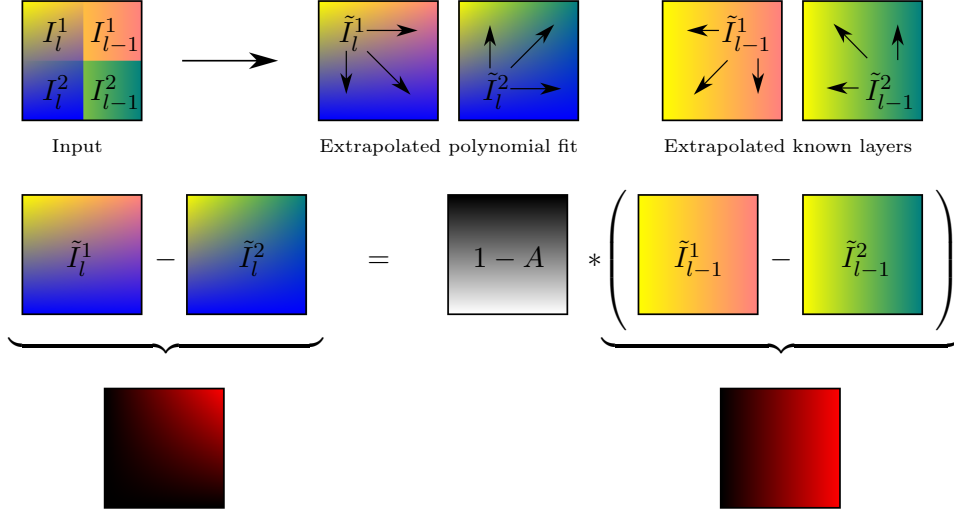 I_l^1 I_{l-1}^1 Ĩ_l^1 Ĩ_{l-1}^1
I_l^2 I_{l-1}^2 Ĩ_l^2 Ĩ_{l-1}^2
Input Extrapolated polynomial fit Extrapolated known layers
Ĩ_l^1 − Ĩ_l^2 = 1 − A * ( Ĩ_{l-1}^1 − Ĩ_{l-1}^2 )